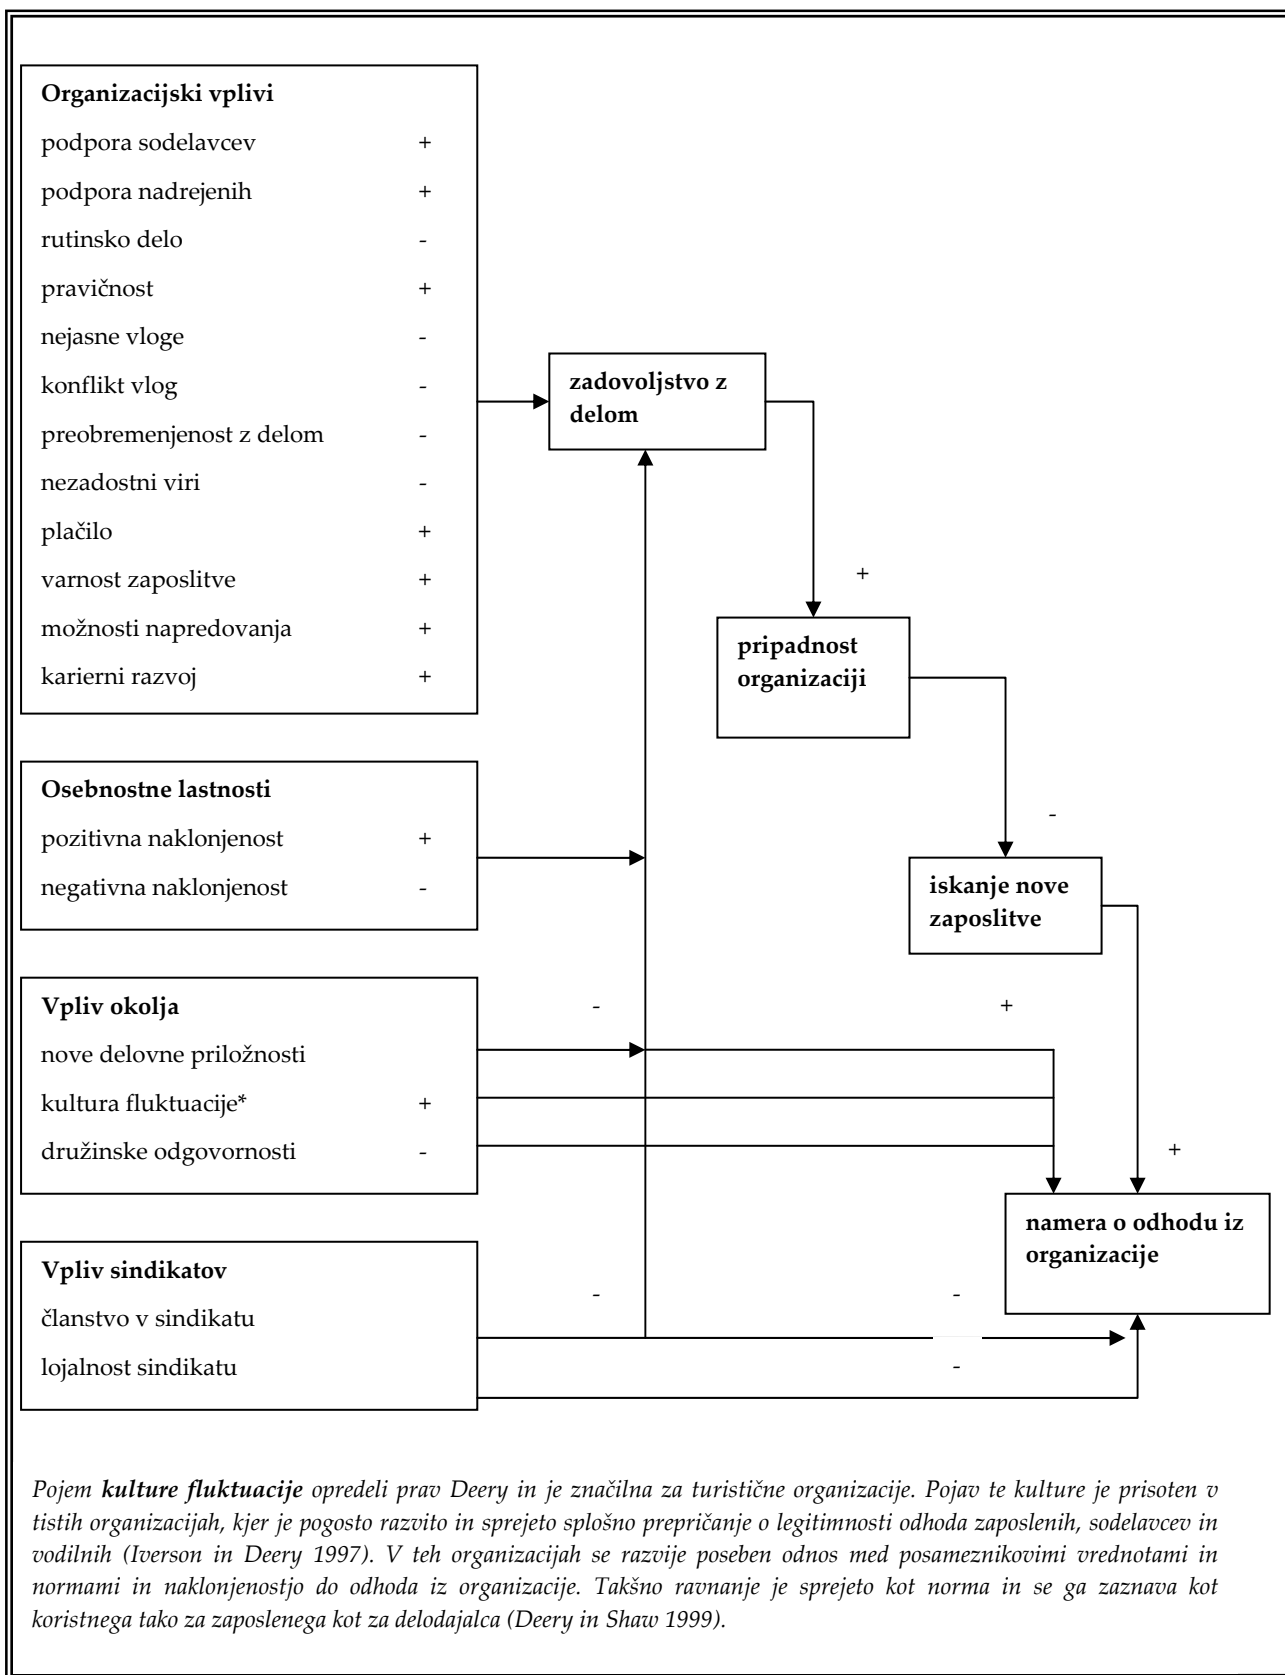 Organizacijski vplivi
podpora sodelavcev +
podpora nadrejenih +
rutinsko delo -
pravičnost +
nejasne vloge -
konflikt vlog -
preobremenjenost z delom -
nezadostni viri -
plačilo +
varnost zaposlitve +
možnosti napredovanja +
karierni razvoj +
zadovoljstvo z
delom
+
pripadnost
organizaciji
-
Osebnostne lastnosti
pozitivna naklonjenost +
negativna naklonjenost -
iskanje nove
zaposlitve
Vpliv okolja - +
nove delovne priložnosti
kultura fluktuacije* +
družinske odgovornosti - +
namera o odhodu iz
organizacije
Vpliv sindikatov - -
članstvo v sindikatu
lojalnost sindikatu -
Pojem kulture fluktuacije opredeli prav Deery in je značilna za turistične organizacije. Pojav te kulture je prisoten v
tistih organizacijah, kjer je pogosto razvito in sprejeto splošno prepričanje o legitimnosti odhoda zaposlenih, sodelavcev in
vodilnih (Iverson in Deery 1997). V teh organizacijah se razvije poseben odnos med posameznikovimi vrednotami in
normami in naklonjenostjo do odhoda iz organizacije. Takšno ravnanje je sprejeto kot norma in se ga zaznava kot
koristnega tako za zaposlenega kot za delodajalca (Deery in Shaw 1999).